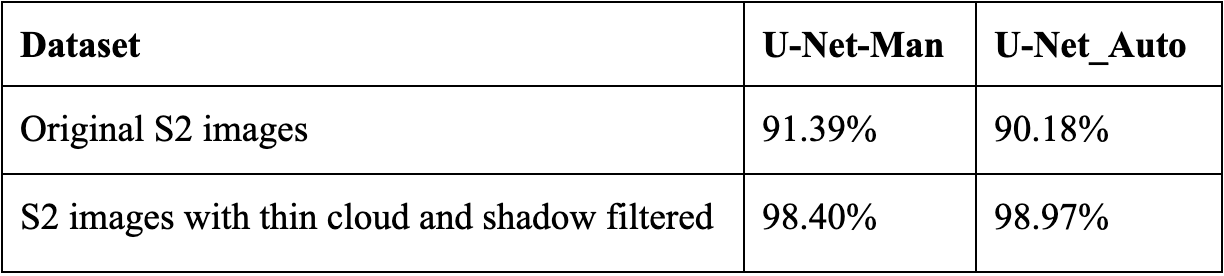 Dataset U-Net-Man U-Net_Auto
Original S2 images 91.39% 90.18%
S2 images with thin cloud and shadow filtered 98.40% 98.97%